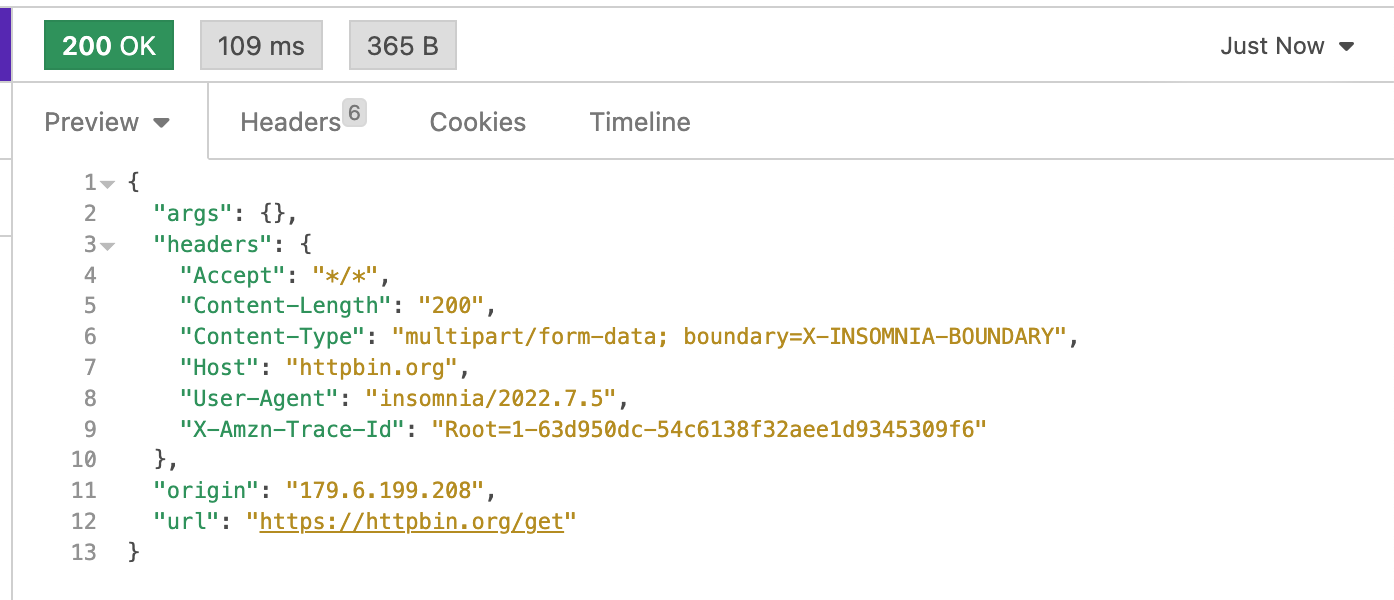 200 OK 109 ms 365 B Just Now
Preview Headers 6 Cookies Timeline
1 {
2 "args": {},
3 "headers": {
4 "Accept": "*/*",
5 "Content-Length": "200",
6 "Content-Type": "multipart/form-data; boundary=X-INSOMNIA-BOUNDARY",
7 "Host": "httpbin.org",
8 "User-Agent": "insomnia/2022.7.5",
9 "X-Amzn-Trace-Id": "Root=1-63d950dc-54c6138f32aee1d9345309f6"
10 },
11 "origin": "179.6.199.208",
12 "url": "https://httpbin.org/get"
13 }